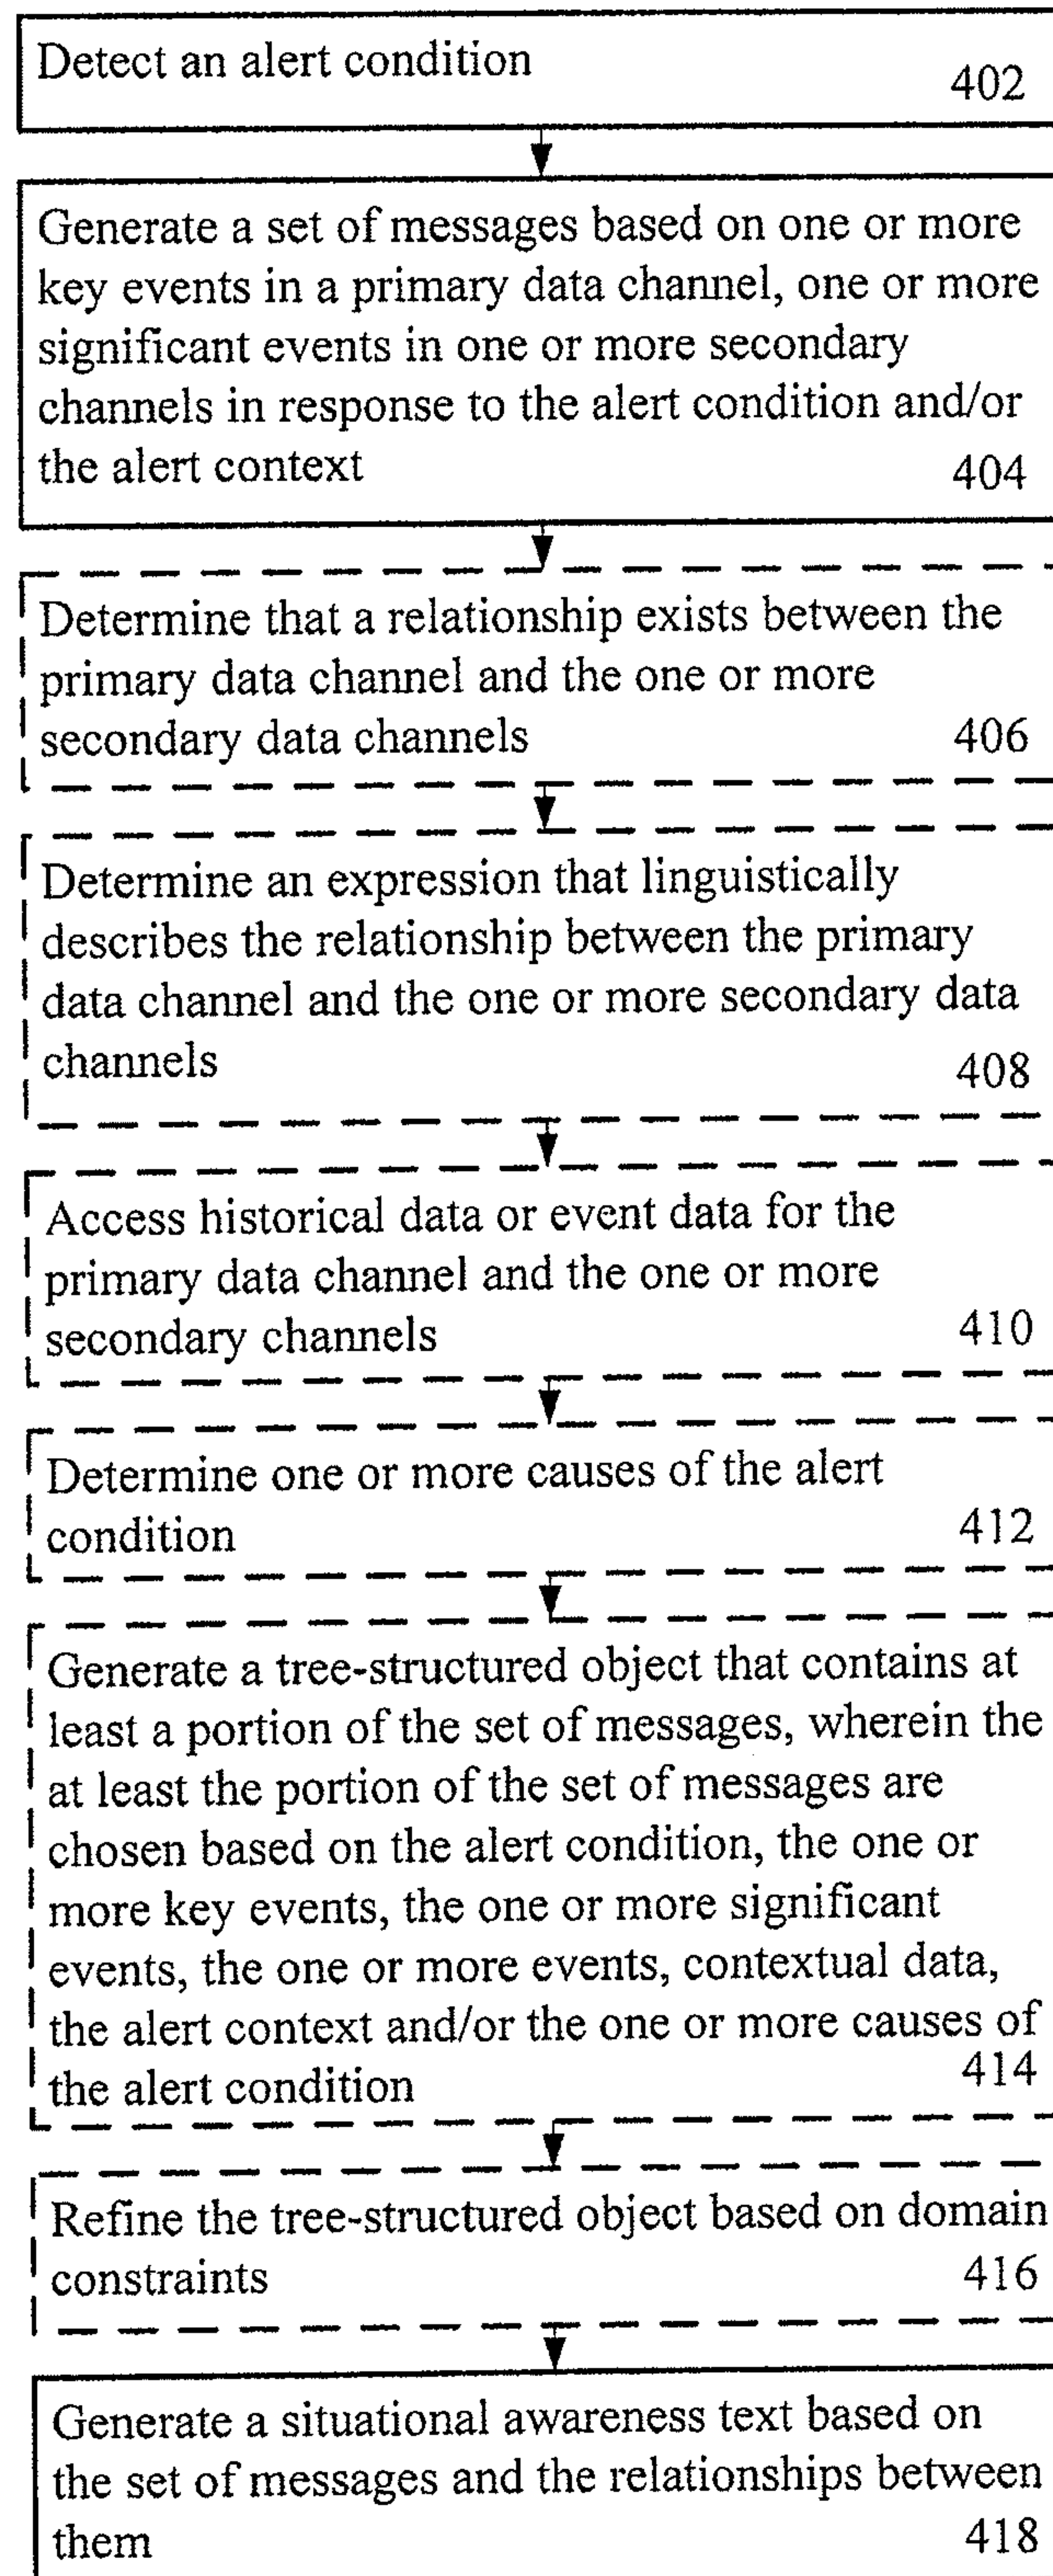 Detect an alert condition
402
Generate a set of messages based on one or more
key events in a primary data channel, one or more
significant events in one or more secondary
channels in response to the alert condition and/or
the alert context 404
Determine that a relationship exists between the
primary data channel and the one or more
secondary data channels 406
Determine an expression that linguistically
describes the relationship between the primary
data channel and the one or more secondary data
channels 408
Access historical data or event data for the
primary data channel and the one or more
secondary channels 410
Determine one or more causes of the alert
condition 412
Generate a tree-structured object that contains at
least a portion of the set of messages, wherein the
at least the portion of the set of messages are
chosen based on the alert condition, the one or
more key events, the one or more significant
events, the one or more events, contextual data,
the alert context and/or the one or more causes of
the alert condition 414
Refine the tree-structured object based on domain
constraints 416
Generate a situational awareness text based on
the set of messages and the relationships between
them 418